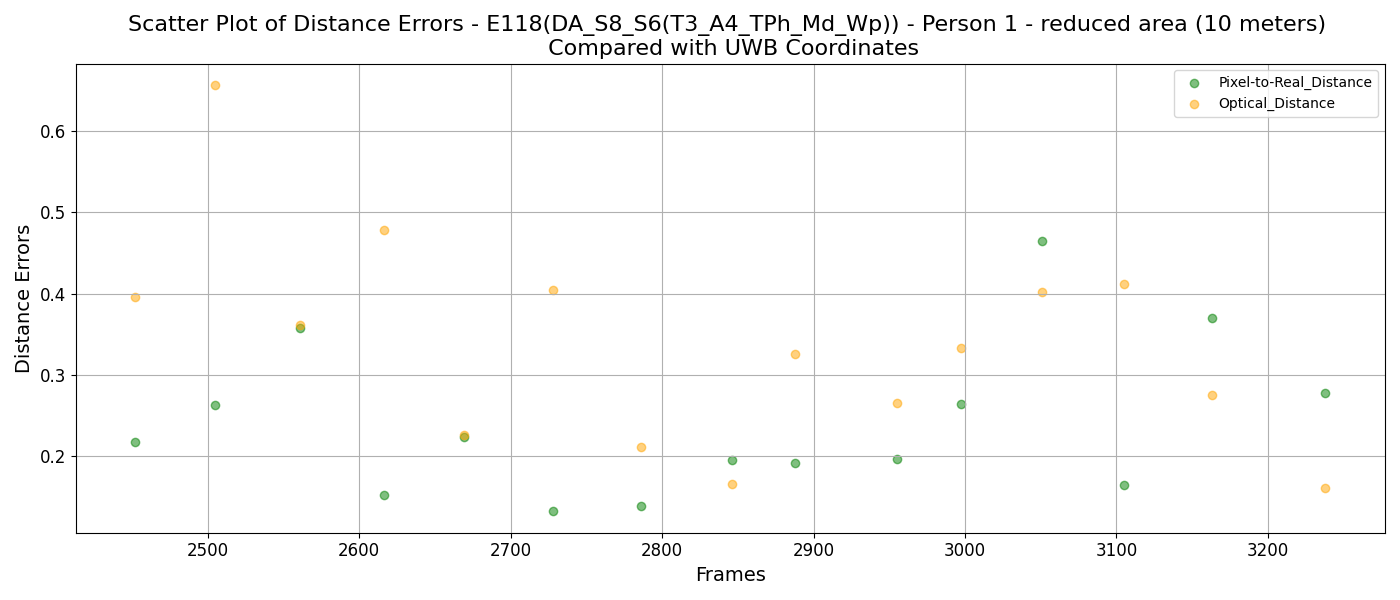 Scatter Plot of Distance Errors - E118(DA_S8_S6(T3_A4_TPh_Md_Wp)) - Person 1 - reduced area (10 meters)
Compared with UWB Coordinates
Pixel-to-Real_Distance
Optical_Distance
Distance Errors
0.6
0.5
0.4
0.3
0.2
2500 2600 2700 2800 2900 3000 3100 3200
Frames